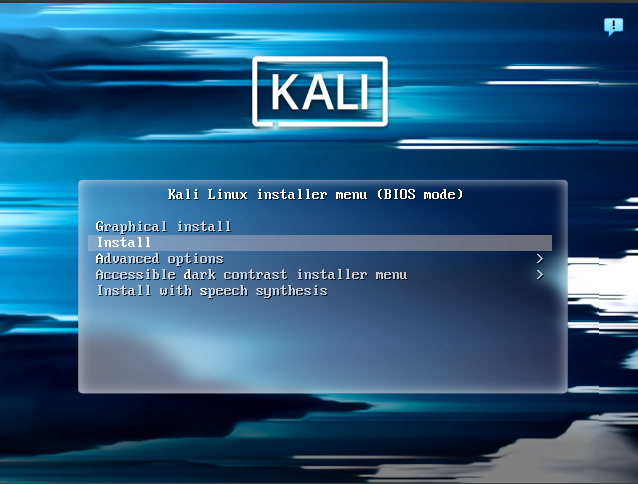 KALI
Kali Linux installer menu (BIOS mode)
Graphical install
Install
Advanced options >
Accessible dark contrast installer menu >
Install with speech synthesis